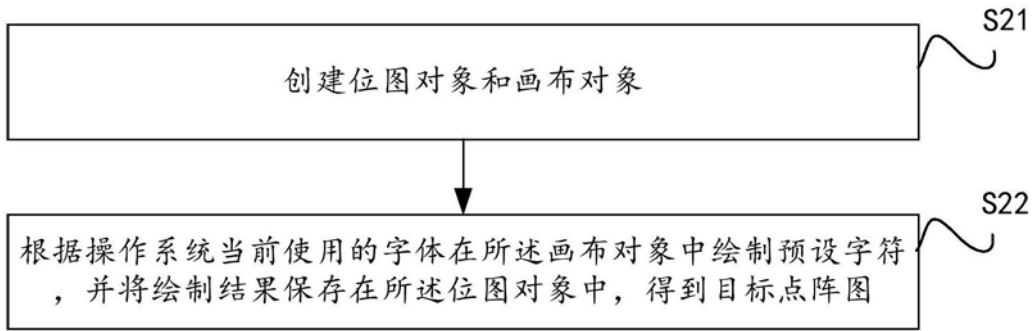 S21
创建位图对象和画布对象
S22
根据操作系统当前使用的字体在所述画布对象中绘制预设字符
，并将绘制结果保存在所述位图对象中，得到目标点阵图